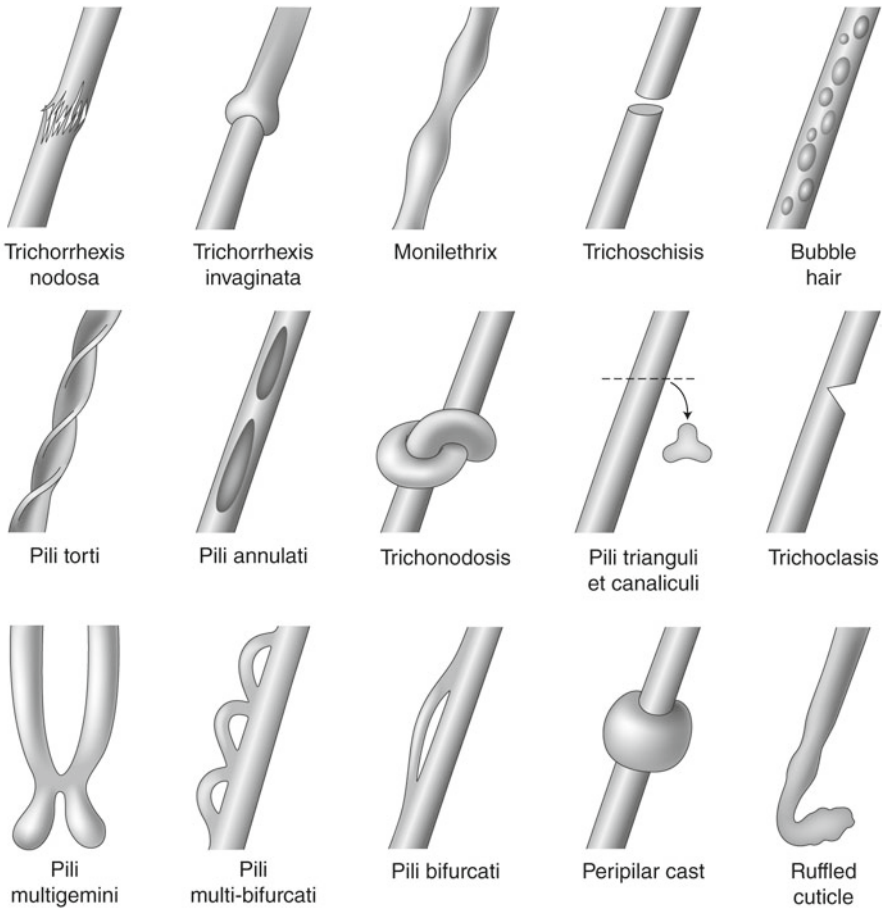 Trichorrhexis
nodosa
Trichorrhexis
invaginata
Monilethrix
Trichoschisis
Bubble
hair
Pili torti
Pili annulati
Trichonodosis
Pili trianguli
et canaliculi
Trichoclasis
Pili
multigemini
Pili
multi-bifurcati
Pili bifurcati
Peripilar cast
Ruffled
cuticle